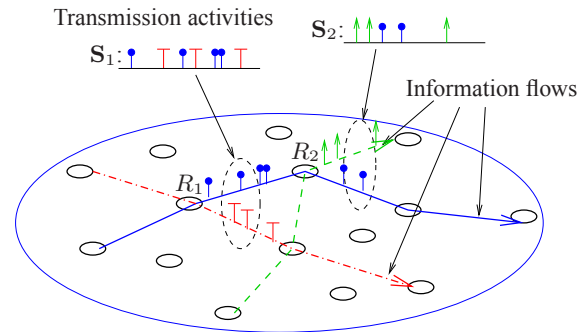 Transmission activities
S₁:
S₂:
Information flows
R₁
R₂